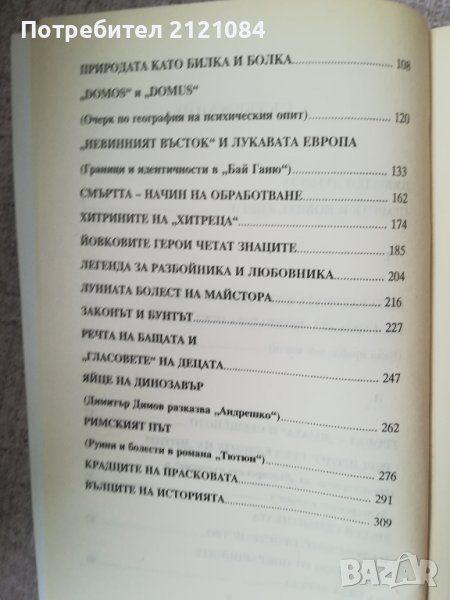 Потребител 2121084
ПРИРОДАТА КАТО БИЛКА И БОЛКА 108
„DOMOS“ и „DOMUS“
(Очерк по география на психическия опит) 120
„НЕВИННИЯТ ВЪСТОК“ И ЛУКАВАТА ЕВРОПА
(Граници и идентичности в „Бай Ганю“) 133
СМЪРТТА – НАЧИН НА ОБРАБОТВАНЕ 162
ХИТРИНИТЕ НА „ХИТРЕЦА“ 174
ЙОВКОВИТЕ ГЕРОИ ЧЕТАТ ЗНАЦИТЕ 185
ЛЕГЕНДА ЗА РАЗБОЙНИКА И ЛЮБОВНИКА 204
ЛУННАТА БОЛЕСТ НА МАЙСТОРА 216
ЗАКОНЪТ И БУНТЪТ 227
РЕЧТА НА БАЩАТА И
„ГЛАСОВЕТЕ“ НА ДЕЦАТА 247
ЯЙЦЕ НА ДИНОЗАВЪР
(Димитър Димов разказва „Андрешко“) 262
РИМСКИЯТ ПЪТ
(Руини и болести в романа „Тютюн“) 276
КРАДЦИТЕ НА ПРАСКОВАТА 291
ВЪЛЦИТЕ НА ИСТОРИЯТА 309
BAZAR